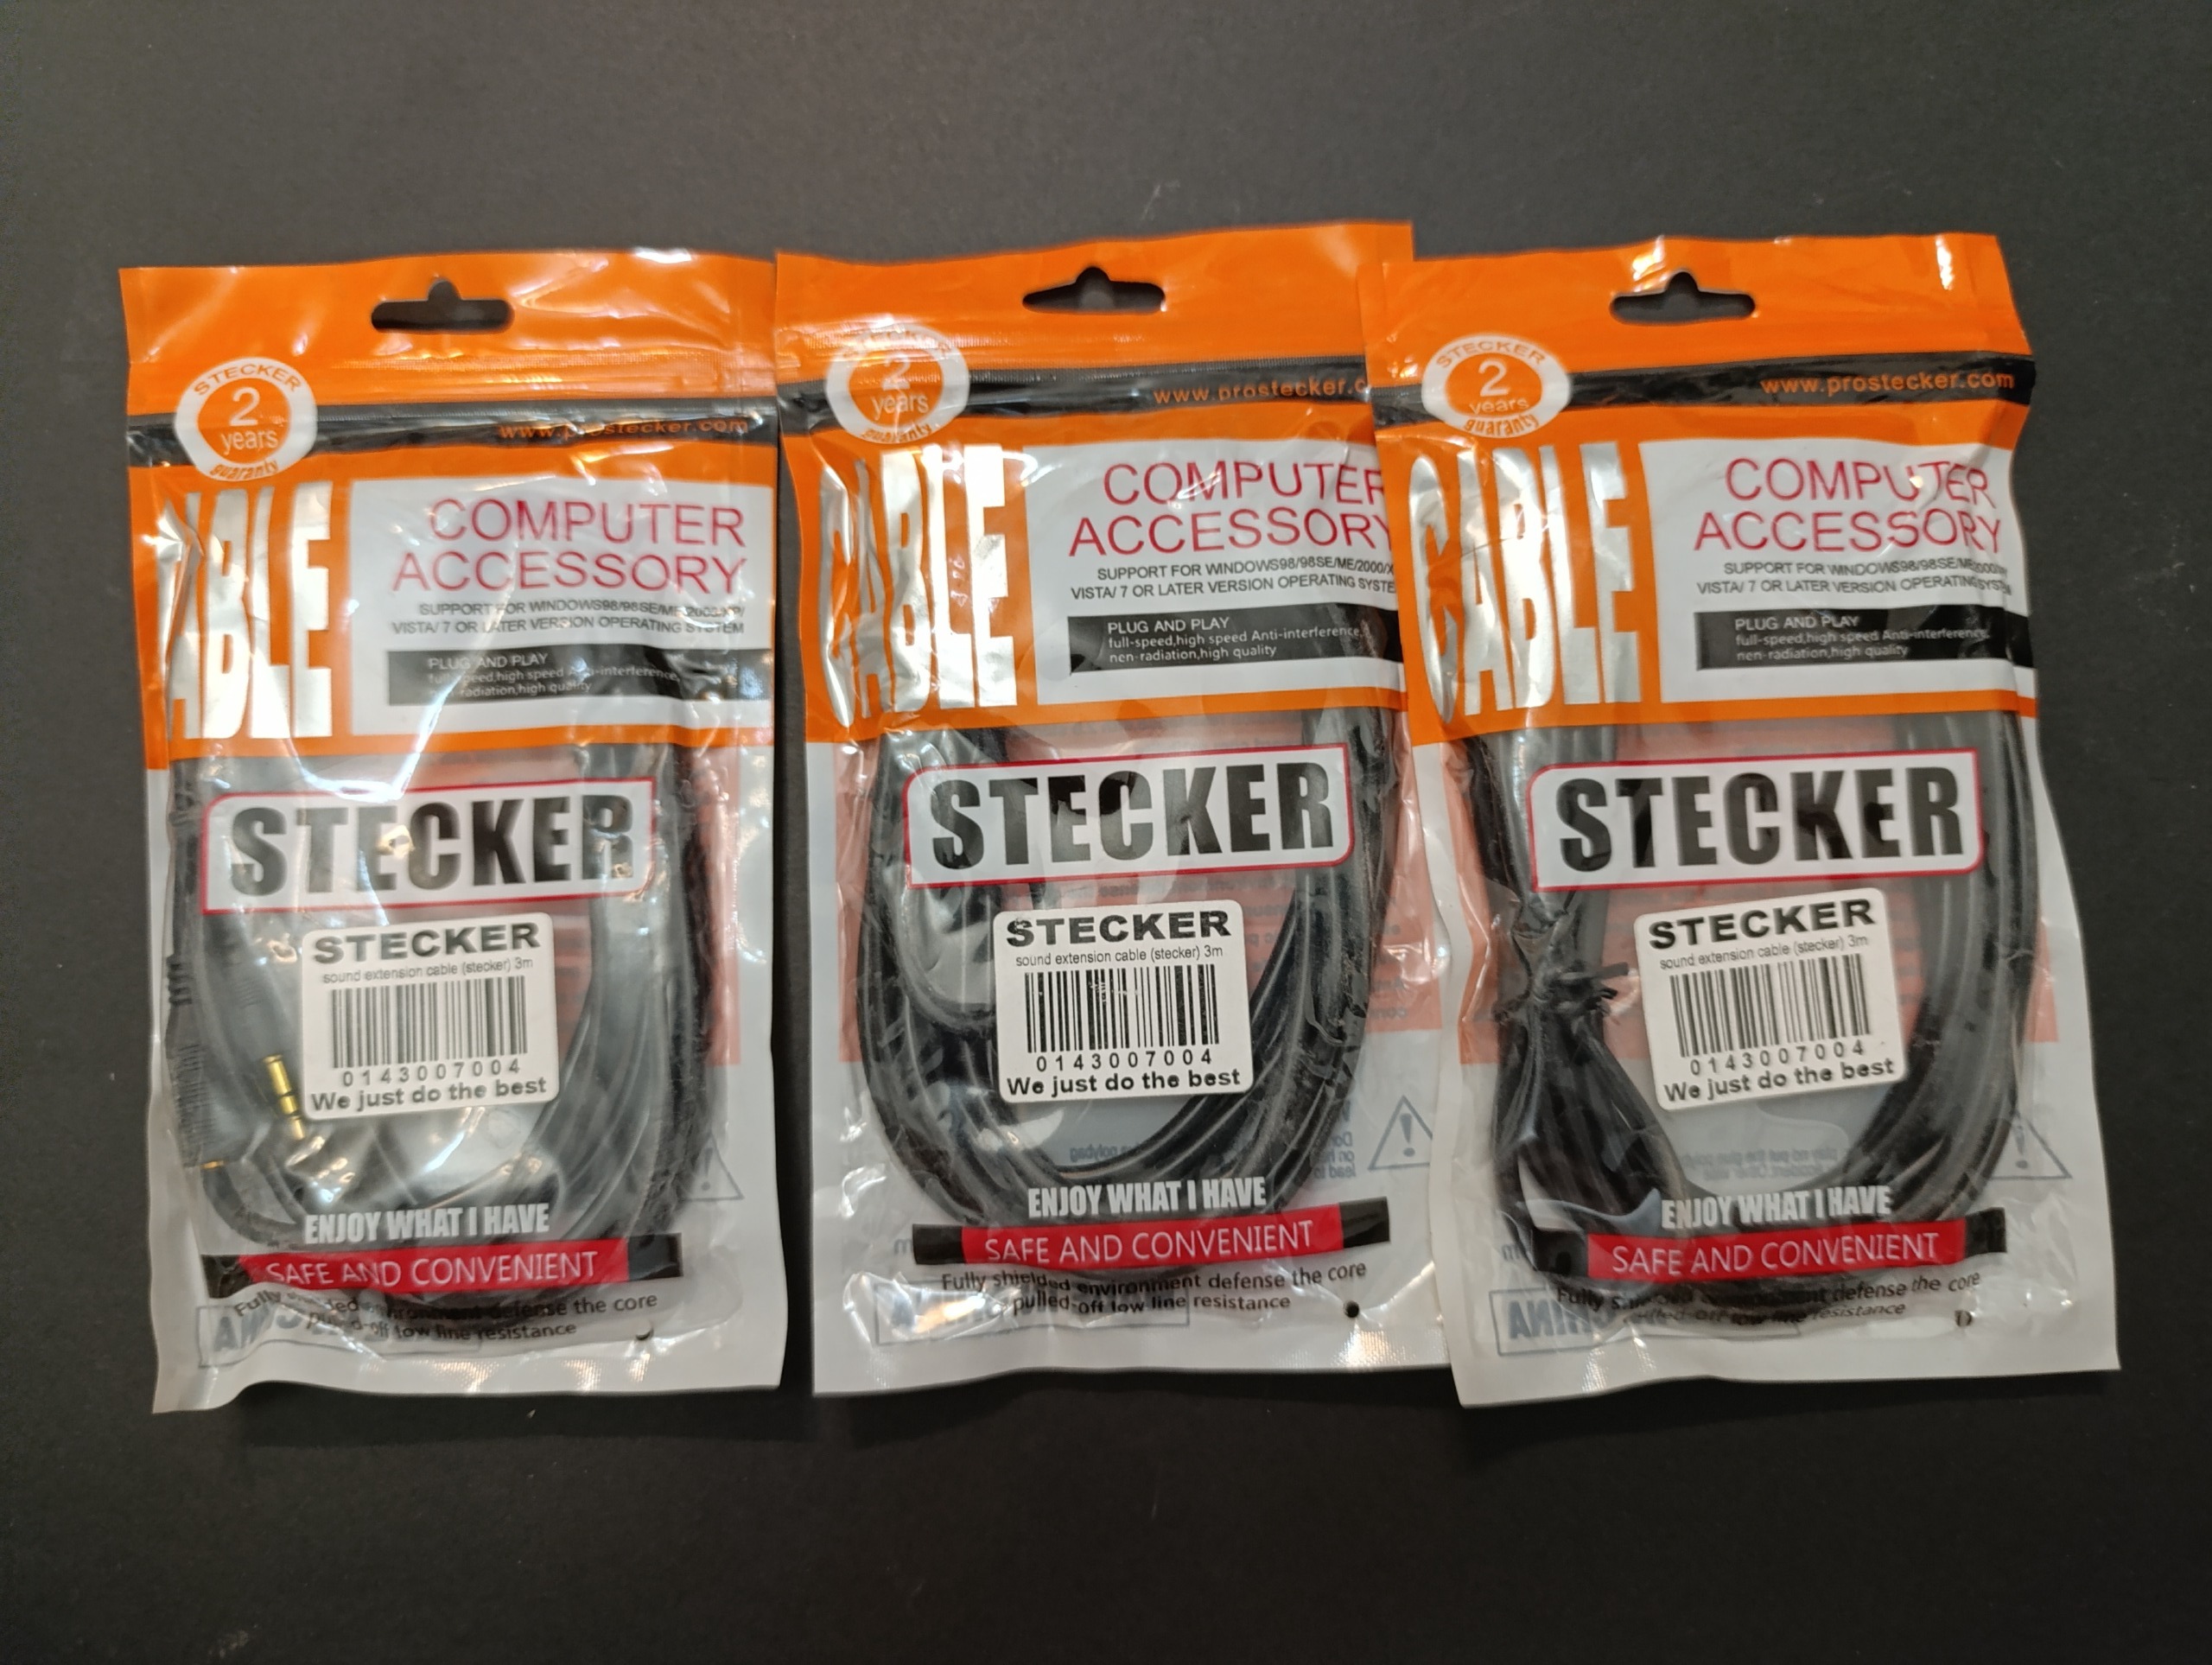 STECKER
2
years
guaranty
www.prostecker.com
ABLE
COMPUTER
ACCESSORY
SUPPORT FOR WINDOWS98/98SE/ME/2000/XP/
VISTA/ 7 OR LATER VERSION OPERATING SYSTEM
PLUG AND PLAY
full-speed,high speed Anti-interference,
nen-radiation,high quality
STECKER
STECKER
sound extension cable (stecker) 3m
0143007004
We just do the best
ENJOY WHAT I HAVE
SAFE AND CONVENIENT
Fully shielded environment defense the core
pulled-off low line resistance
STECKER
2
years
guaranty
www.prostecker.c
CABLE
COMPUTER
ACCESSORY
SUPPORT FOR WINDOWS98/98SE/ME/2000/X
VISTA/ 7 OR LATER VERSION OPERATING SYSTE
PLUG AND PLAY
full-speed,high speed Anti-interference,
nen-radiation,high quality
STECKER
STECKER
sound extension cable (stecker) 3m
0143007004
We just do the best
ENJOY WHAT I HAVE
SAFE AND CONVENIENT
Fully shielded environment defense the core
pulled-off low line resistance
STECKER
2
years
guaranty
www.prostecker.com
CABLE
COMPUTER
ACCESSORY
SUPPORT FOR WINDOWS98/98SE/ME/2000/
VISTA/ 7 OR LATER VERSION OPERATING SYSTEM
PLUG AND PLAY
full-speed,high speed Anti-interference,
nen-radiation,high quality
STECKER
STECKER
sound extension cable (stecker) 3m
0143007004
We just do the best
ENJOY WHAT I HAVE
SAFE AND CONVENIENT
Fully defense the core
low line resistance